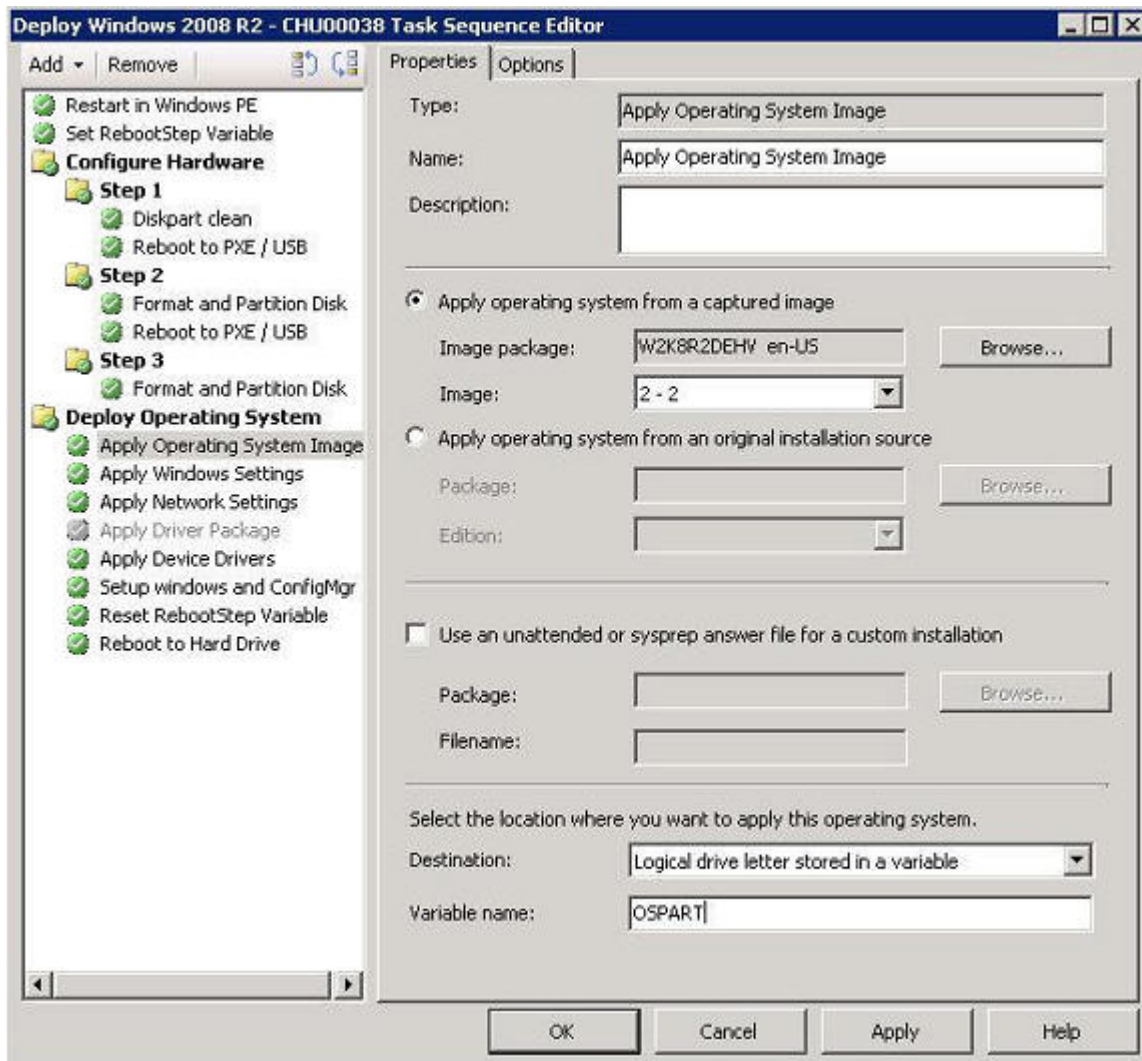 Deploy Windows 2008 R2 - CHU00038 Task Sequence Editor
Add Remove
Restart in Windows PE
Set RebootStep Variable
Configure Hardware
Step 1
Diskpart clean
Reboot to PXE / USB
Step 2
Format and Partition Disk
Reboot to PXE / USB
Step 3
Format and Partition Disk
Deploy Operating System
Apply Operating System Image
Apply Windows Settings
Apply Network Settings
Apply Driver Package
Apply Device Drivers
Setup windows and ConfigMgr
Reset RebootStep Variable
Reboot to Hard Drive
Properties Options
Type: Apply Operating System Image
Name: Apply Operating System Image
Description:
Apply operating system from a captured image
Image package: W2K8R2DEHV en-US Browse...
Image: 2 - 2
Apply operating system from an original installation source
Package: Browse...
Edition:
Use an unattended or sysprep answer file for a custom installation
Package: Browse...
Filename:
Select the location where you want to apply this operating system.
Destination: Logical drive letter stored in a variable
Variable name: OSPART
OK Cancel Apply Help